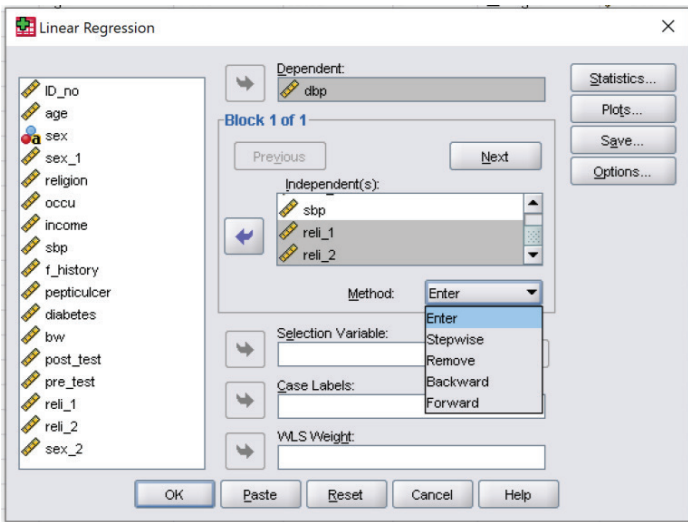 Linear Regression
ID_no
age
sex
sex_1
religion
occu
income
sbp
f_history
pepticulcer
diabetes
bw
post_test
pre_test
reli_1
reli_2
sex_2
Dependent:
dbp
Block 1 of 1
Previous
Next
Independent(s):
sbp
reli_1
reli_2
Method:
Enter
Enter
Stepwise
Remove
Backward
Forward
Selection Variable:
Case Labels:
WLS Weight:
Statistics...
Plots...
Save...
Options...
OK
Paste
Reset
Cancel
Help